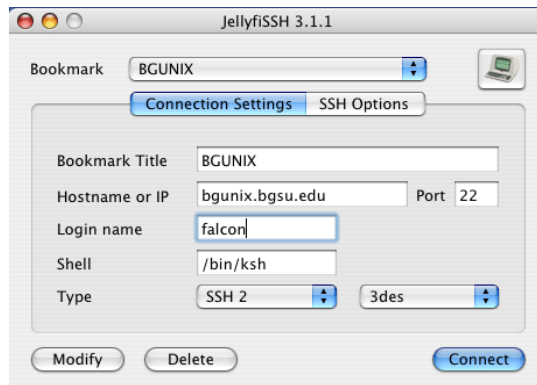 JellyfiSSH 3.1.1
Bookmark BGUNIX
Connection Settings SSH Options
Bookmark Title BGUNIX
Hostname or IP bgunix.bgsu.edu Port 22
Login name falcon
Shell /bin/ksh
Type SSH 2 3des
Modify Delete Connect